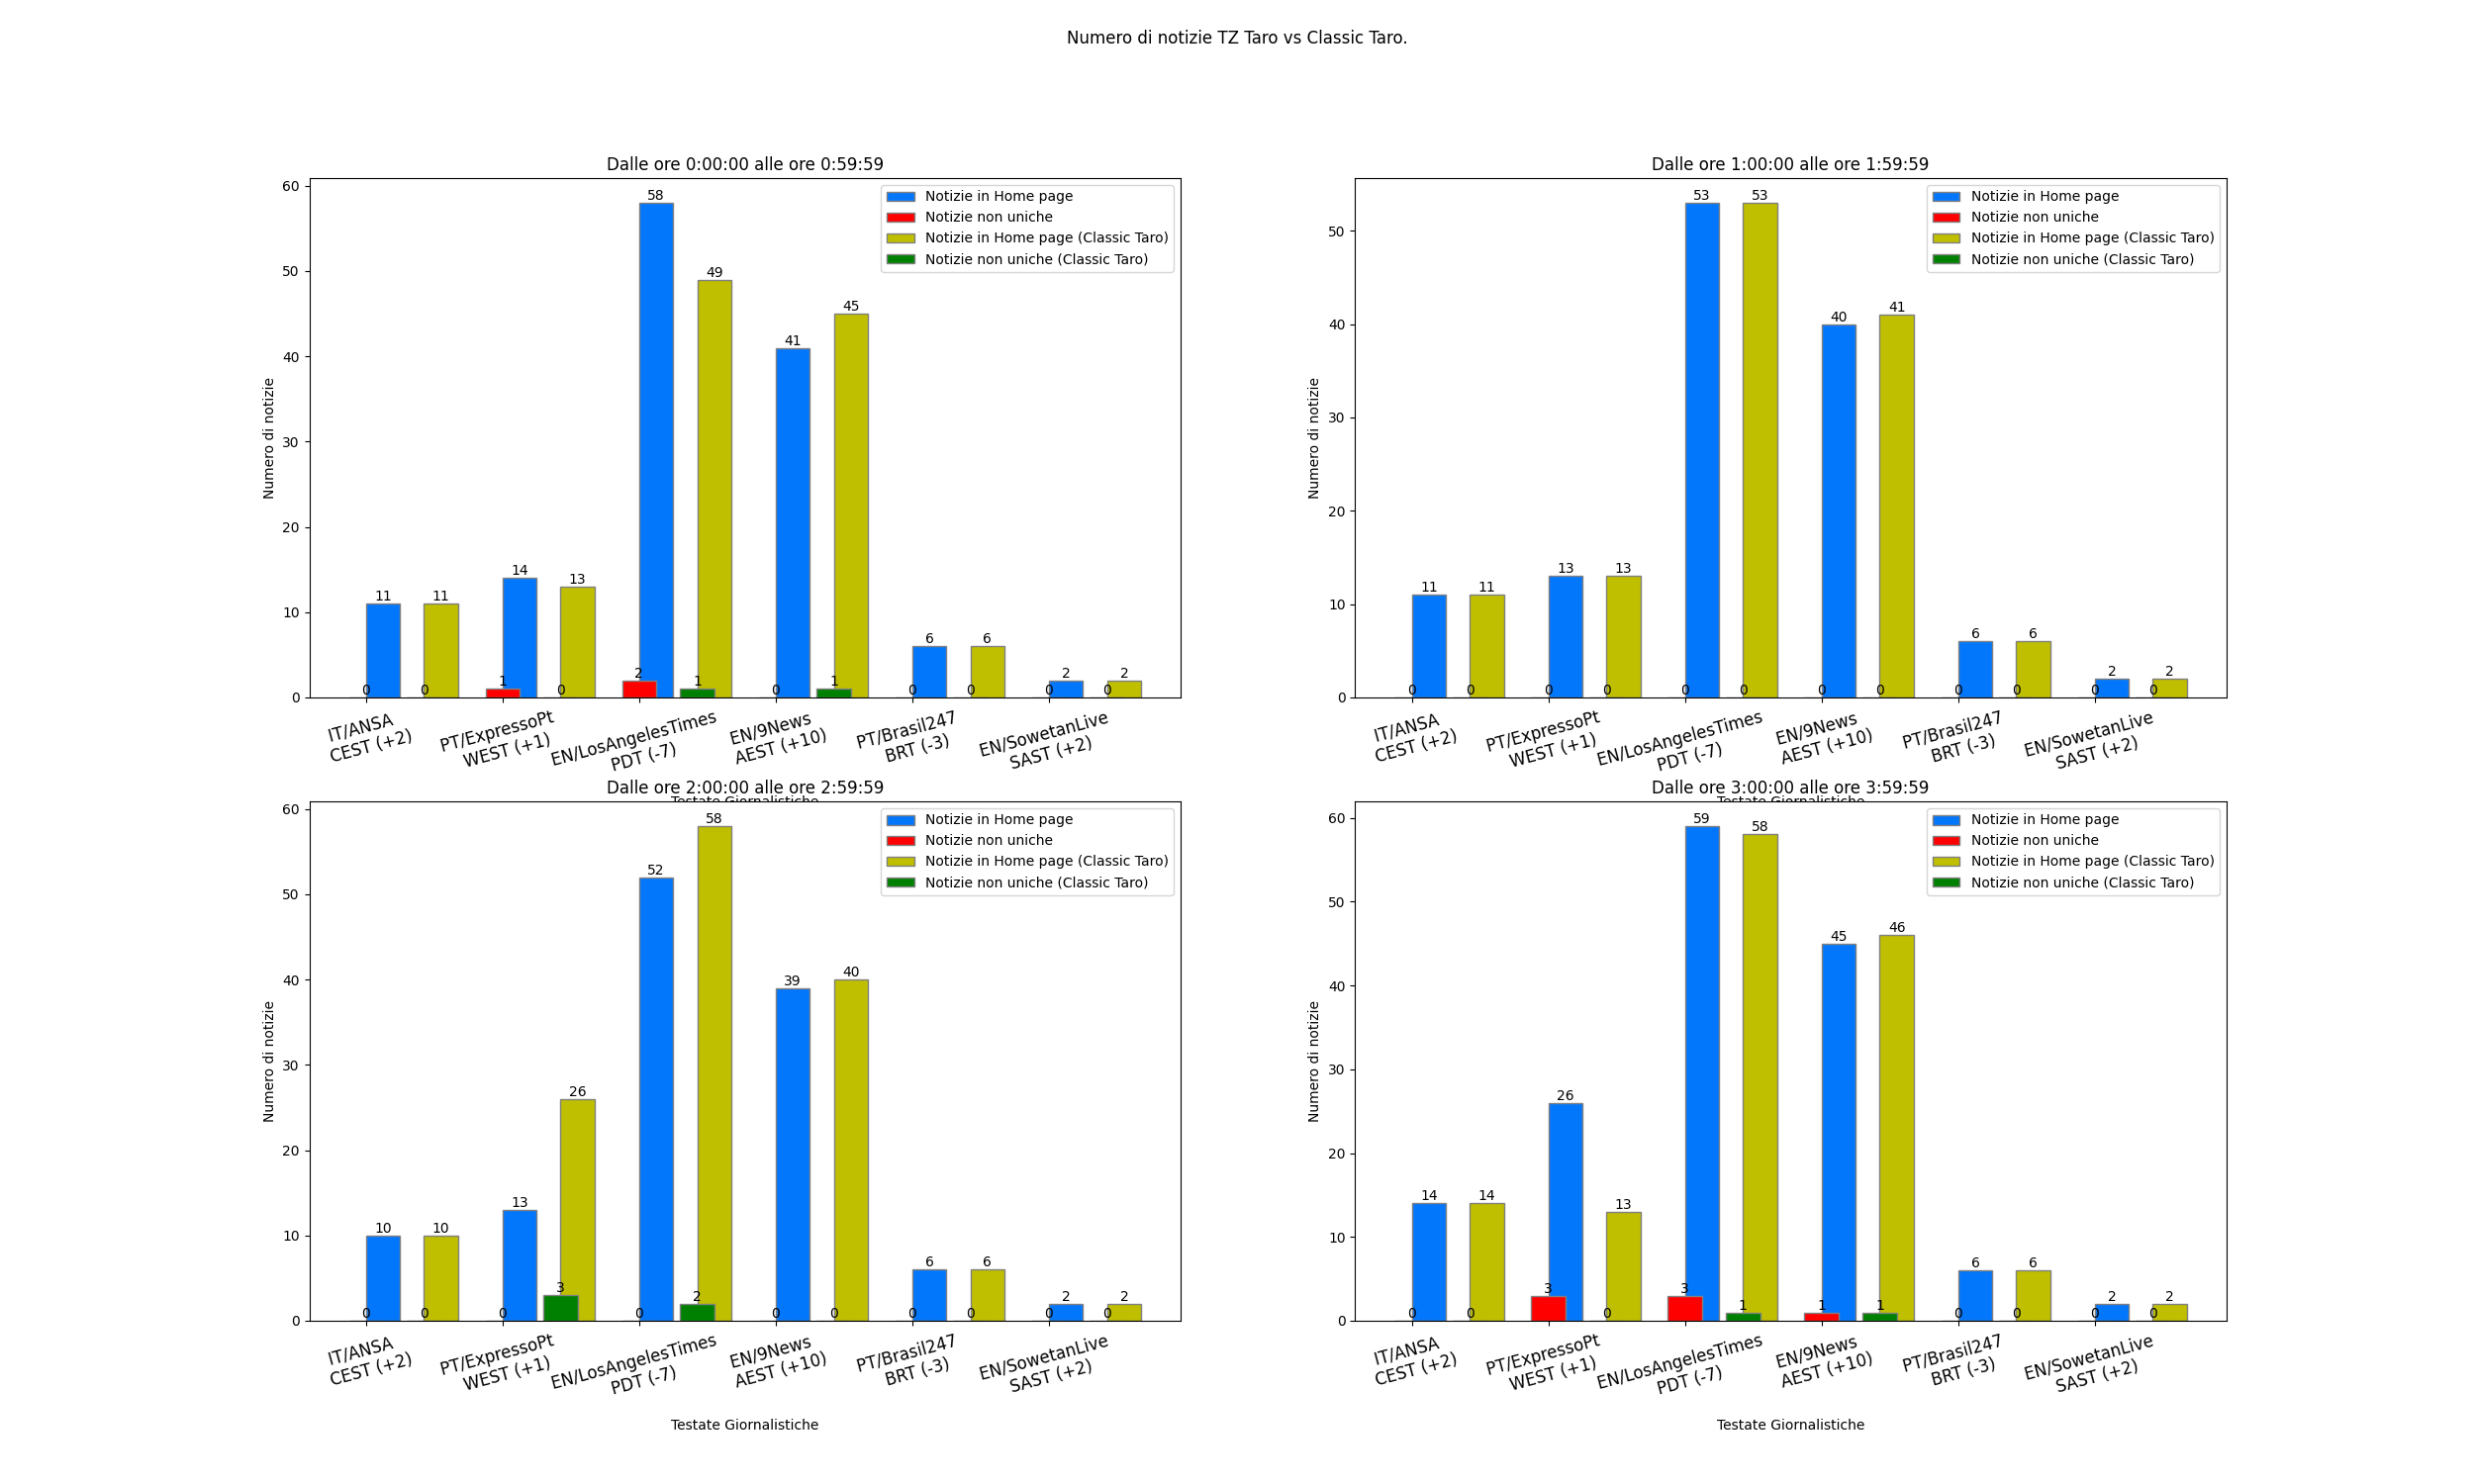 Numero di notizie TZ Taro vs Classic Taro.
Dalle ore 0:00:00 alle ore 0:59:59
Numero di notizie
60
50
40
30
20
10
0
Notizie in Home page
Notizie non uniche
Notizie in Home page (Classic Taro)
Notizie non uniche (Classic Taro)
11 11 14 13 58 49 41 45 6 6 2 2
0 0 1 0 2 1 0 1 0 0 0 0
IT/ANSA
CEST (+2)
PT/ExpressoPt
WEST (+1)
EN/LosAngelesTimes
PDT (-7)
EN/9News
AEST (+10)
PT/Brasil247
BRT (-3)
EN/SowetanLive
SAST (+2)
Testate Giornalistiche
Dalle ore 1:00:00 alle ore 1:59:59
Numero di notizie
50
40
30
20
10
0
Notizie in Home page
Notizie non uniche
Notizie in Home page (Classic Taro)
Notizie non uniche (Classic Taro)
11 11 13 13 53 53 40 41 6 6 2 2
0 0 0 0 0 0 0 0 0 0 0 0
IT/ANSA
CEST (+2)
PT/ExpressoPt
WEST (+1)
EN/LosAngelesTimes
PDT (-7)
EN/9News
AEST (+10)
PT/Brasil247
BRT (-3)
EN/SowetanLive
SAST (+2)
Testate Giornalistiche
Dalle ore 2:00:00 alle ore 2:59:59
Numero di notizie
60
50
40
30
20
10
0
Notizie in Home page
Notizie non uniche
Notizie in Home page (Classic Taro)
Notizie non uniche (Classic Taro)
10 10 13 26 52 58 39 40 6 6 2 2
0 0 0 3 0 2 0 0 0 0 0 0
IT/ANSA
CEST (+2)
PT/ExpressoPt
WEST (+1)
EN/LosAngelesTimes
PDT (-7)
EN/9News
AEST (+10)
PT/Brasil247
BRT (-3)
EN/SowetanLive
SAST (+2)
Testate Giornalistiche
Dalle ore 3:00:00 alle ore 3:59:59
Numero di notizie
60
50
40
30
20
10
0
Notizie in Home page
Notizie non uniche
Notizie in Home page (Classic Taro)
Notizie non uniche (Classic Taro)
14 14 26 13 59 58 45 46 6 6 2 2
0 0 3 0 3 1 1 1 0 0 0 0
IT/ANSA
CEST (+2)
PT/ExpressoPt
WEST (+1)
EN/LosAngelesTimes
PDT (-7)
EN/9News
AEST (+10)
PT/Brasil247
BRT (-3)
EN/SowetanLive
SAST (+2)
Testate Giornalistiche